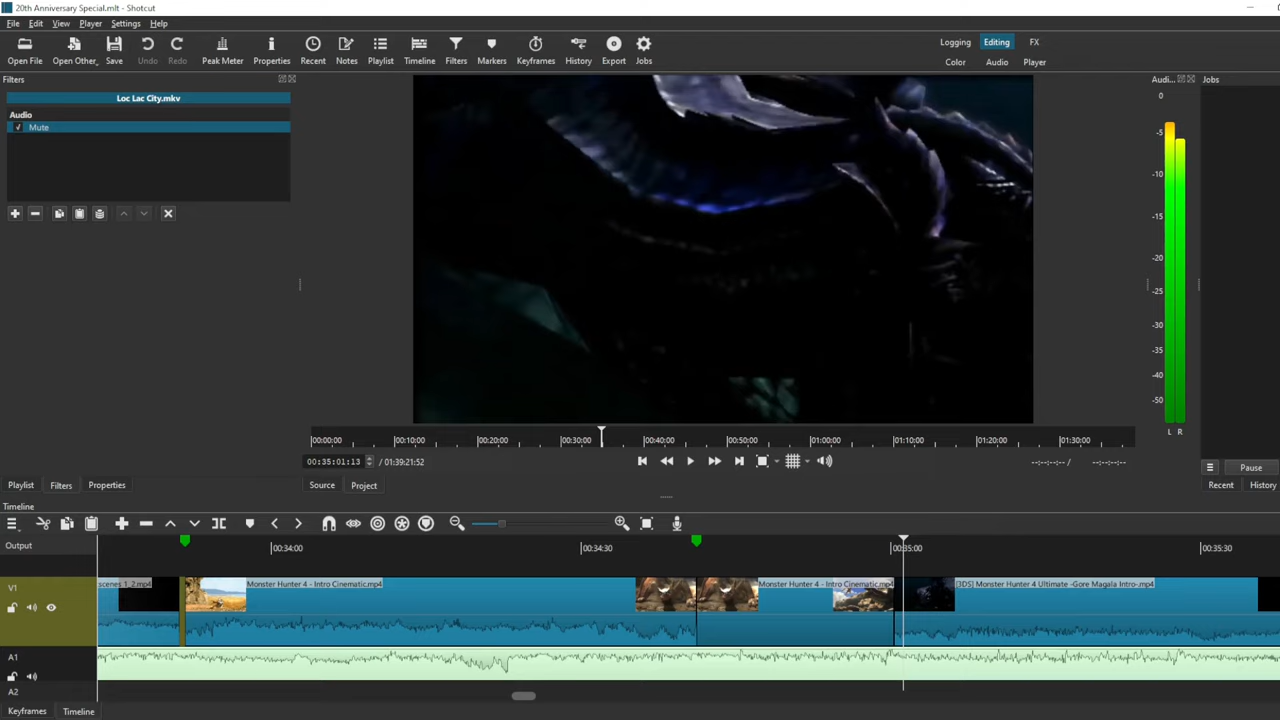 20th Anniversary Special.mlt - Shotcut
File Edit View Player Settings Help
Open File Open Other... Save Undo Redo Peak Meter Properties Recent Notes Playlist Timeline Filters Markers Keyframes History Export Jobs
Logging Editing FX
Color Audio Player
Filters
Loc Lac City.mkv
Audio
Mute
Audi...
0
-5
-10
-15
-20
-25
-30
-35
-40
-50
L R
Jobs
00:00:00 00:10:00 00:20:00 00:30:00 00:40:00 00:50:00 01:00:00 01:10:00 01:20:00 01:30:00
00:35:01:13 / 01:39:21:52
--:--:--:-- / --:--:--:--
Pause
Playlist Filters Properties
Source Project
Recent History
Timeline
Output
00:34:00 00:34:30 00:35:00 00:35:30
V1
scenes 1_2.mp4 Monster Hunter 4 - Intro Cinematic.mp4 Monster Hunter 4 - Intro Cinematic.mp4 [3DS] Monster Hunter 4 Ultimate -Gore Magala Intro-.mp4
A1
A2
Keyframes Timeline